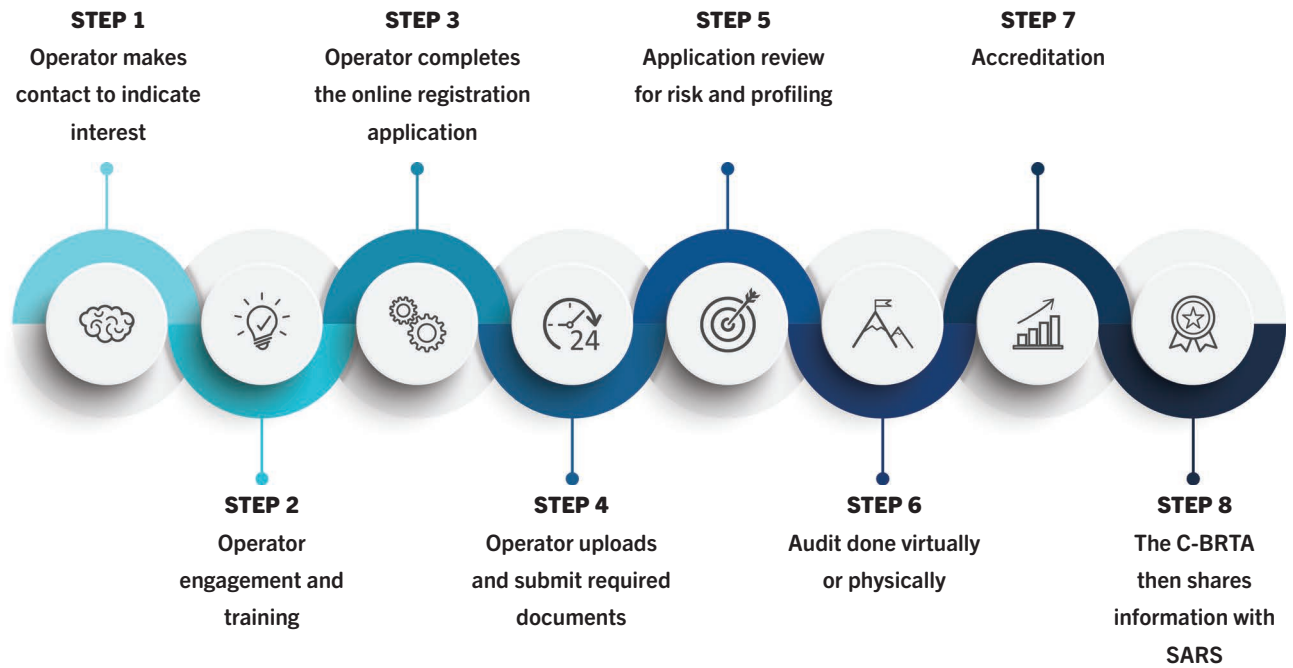 STEP 1
Operator makes
contact to indicate
interest
STEP 2
Operator
engagement and
training
STEP 3
Operator completes
the online registration
application
STEP 4
Operator uploads
and submit required
documents
STEP 5
Application review
for risk and profiling
STEP 6
Audit done virtually
or physically
STEP 7
Accreditation
STEP 8
The C-BRTA
then shares
information with
SARS
24